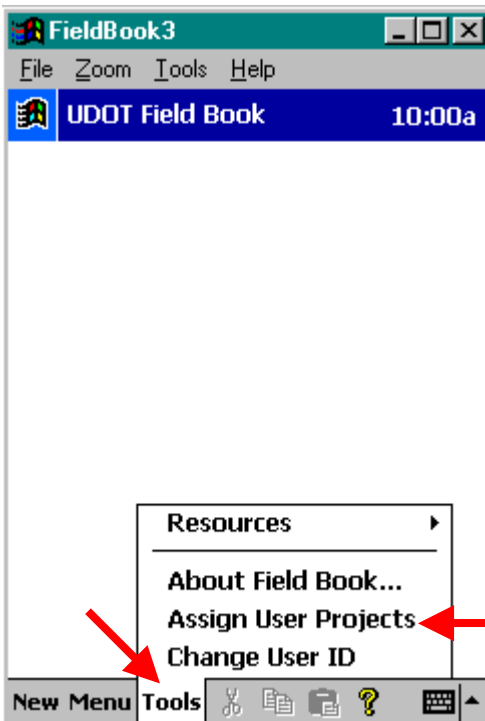 FieldBook3
File Zoom Tools Help
UDOT Field Book 10:00a
Resources
About Field Book...
Assign User Projects
Change User ID
New Menu Tools